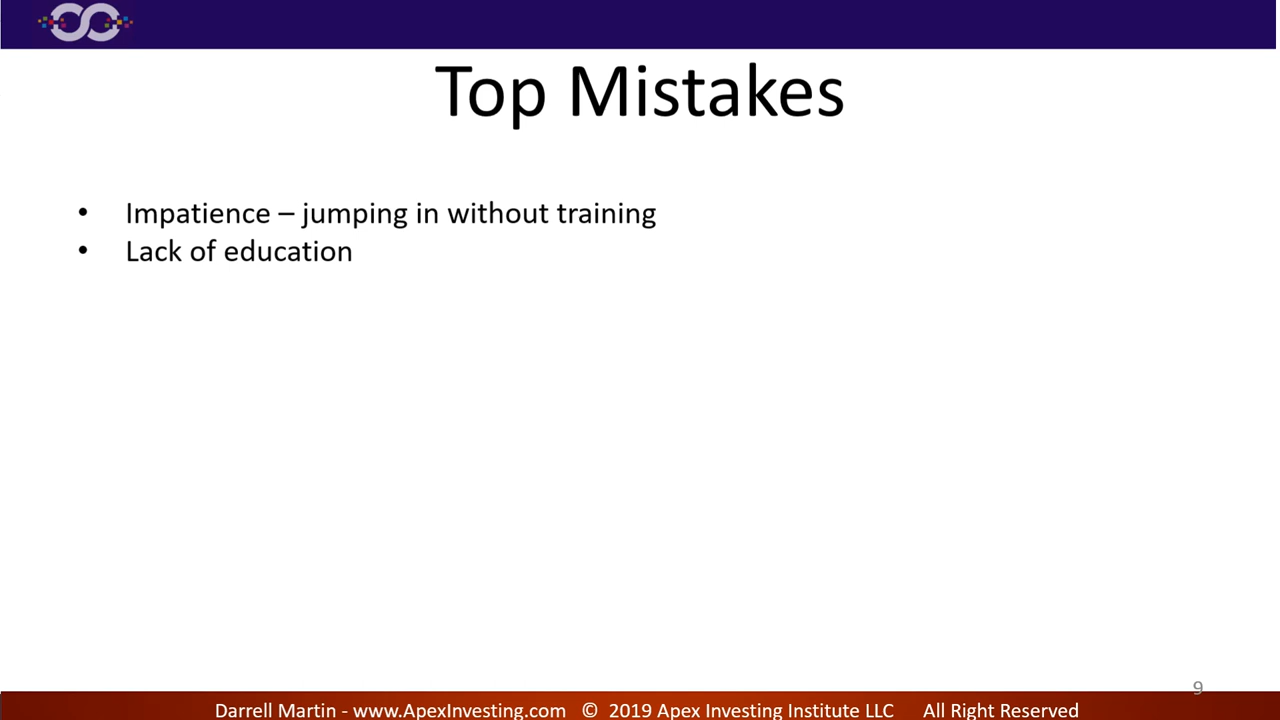 Top Mistakes
• Impatience – jumping in without training
• Lack of education
9
Darrell Martin - www.ApexInvesting.com © 2019 Apex Investing Institute LLC All Right Reserved